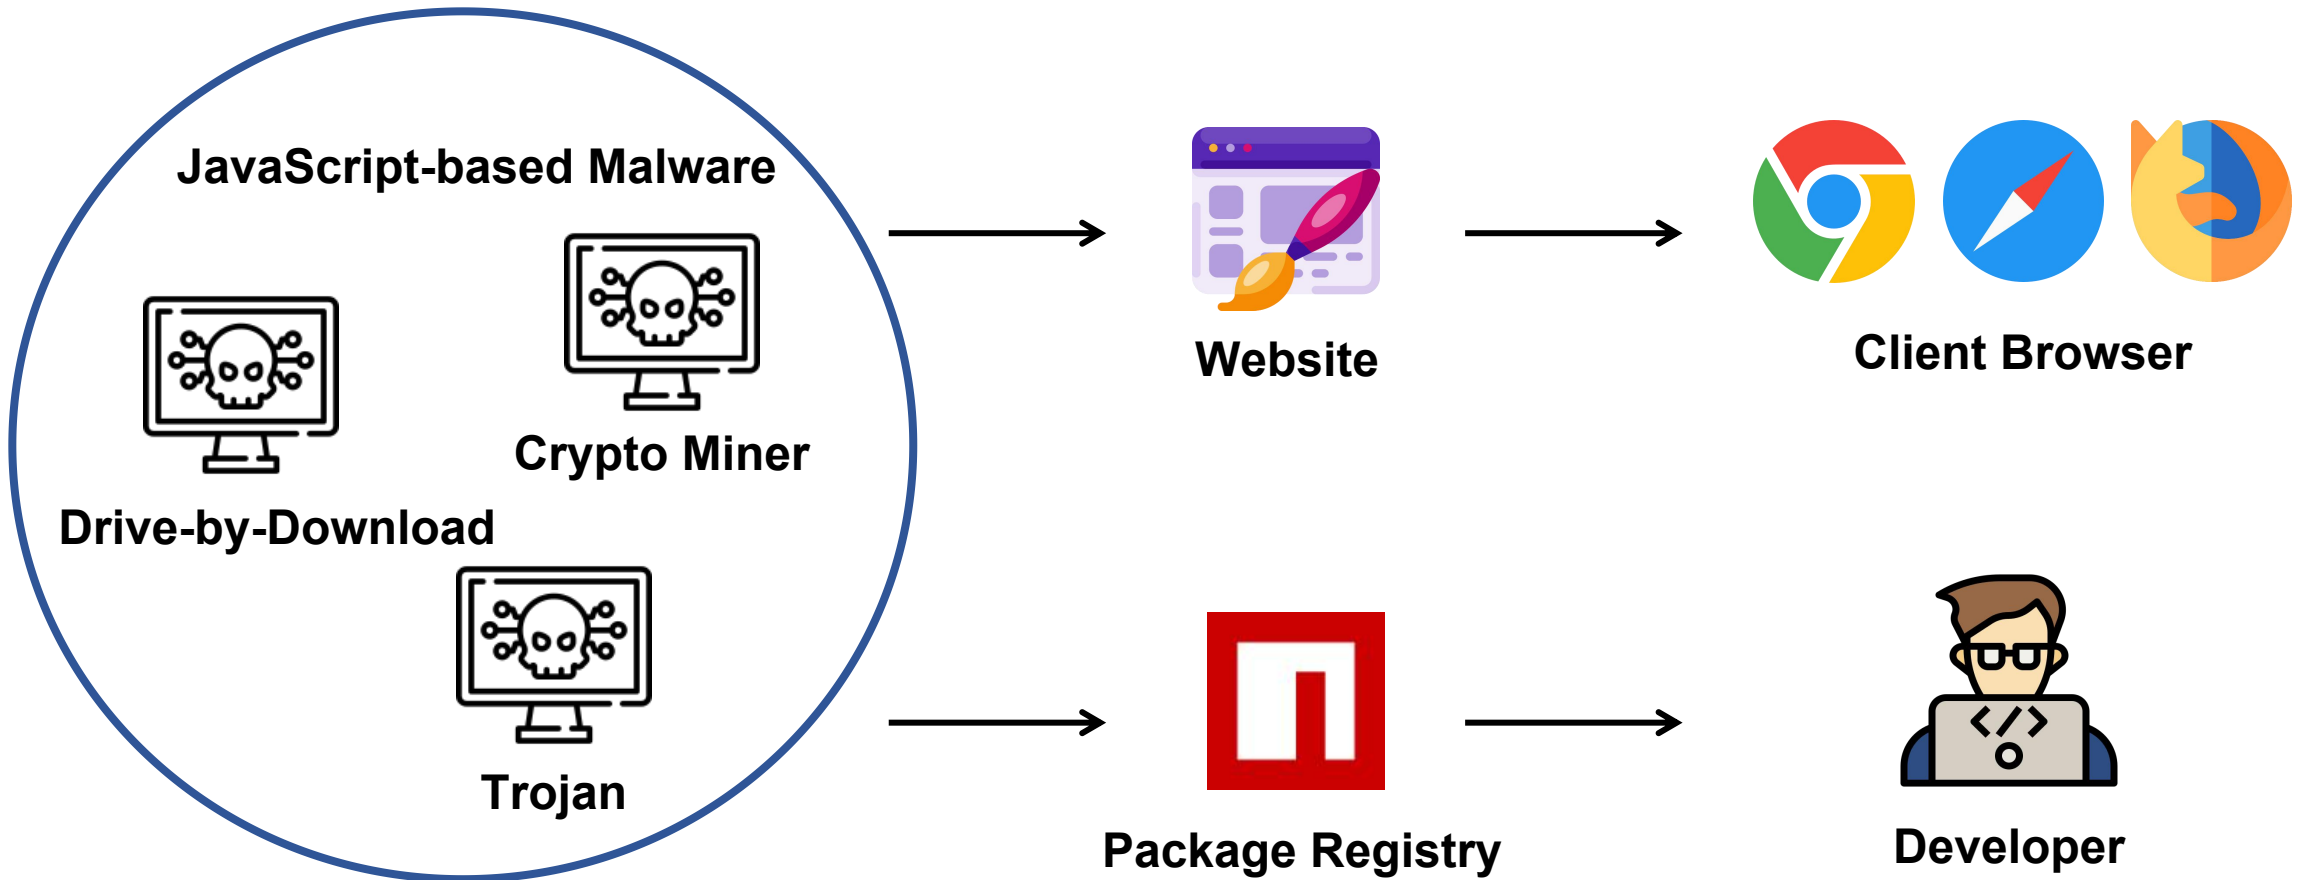 JavaScript-based Malware
Crypto Miner
Drive-by-Download
Trojan
Website
Client Browser
Package Registry
Developer